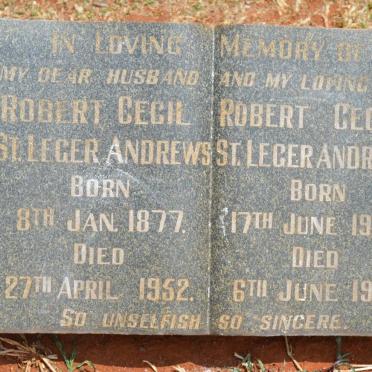 IN LOVING MEMORY OF
MY DEAR HUSBAND AND MY LOVING
ROBERT CECIL
ST. LEGER ANDREWS
BORN
8TH JAN. 1877.
DIED
27TH APRIL 1952.
ROBERT
ST. LEGER
BORN
17TH JUNE
DIED
6TH JUNE
SO UNSELFISH SO SINCERE.